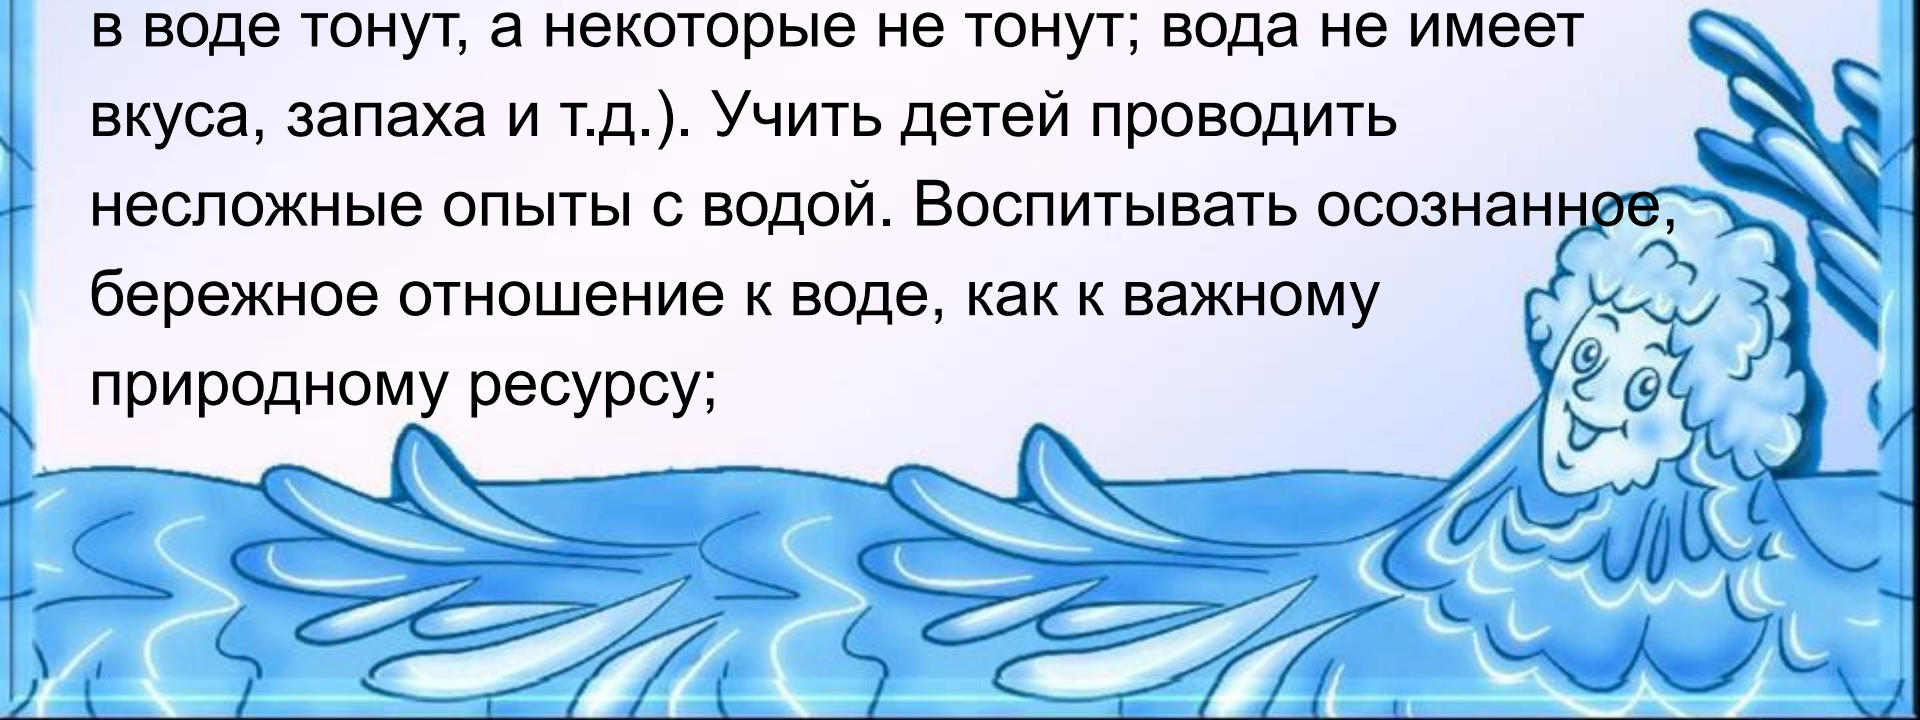 в воде тонут, а некоторые не тонут; вода не имеет
вкуса, запаха и т.д.). Учить детей проводить
несложные опыты с водой. Воспитывать осознанное,
бережное отношение к воде, как к важному
природному ресурсу;